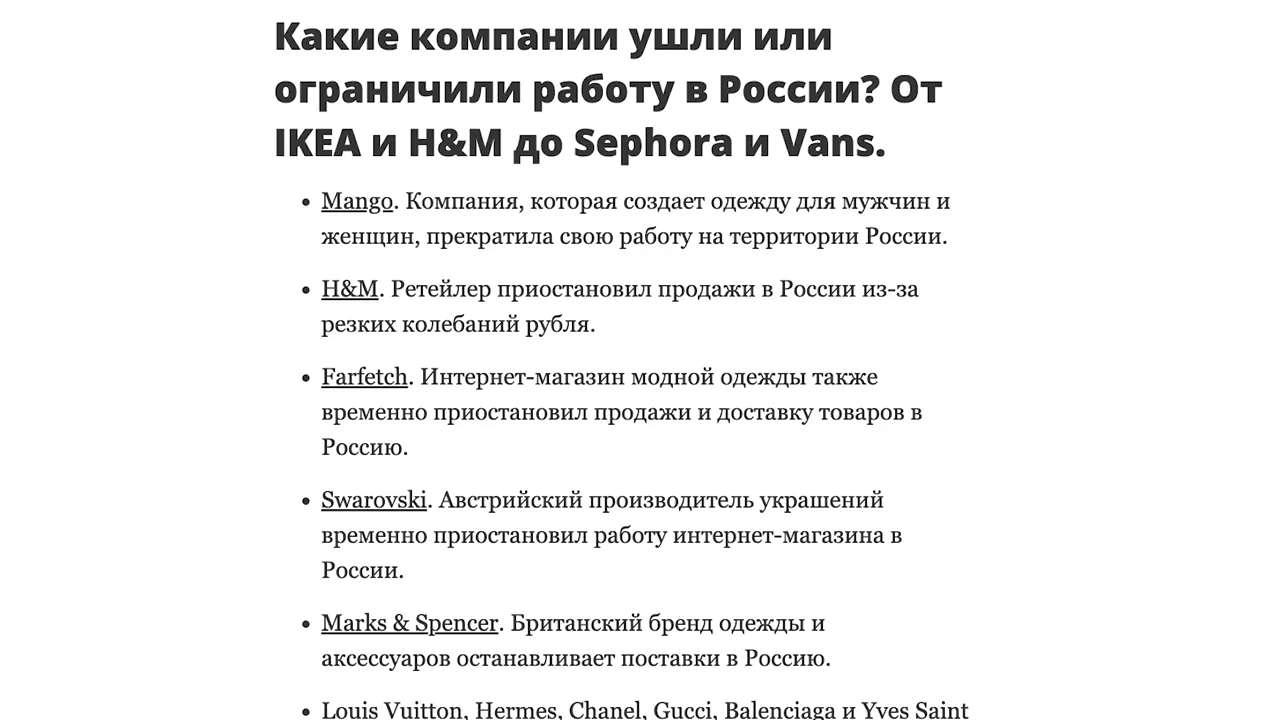 Какие компании ушли или
ограничили работу в России? От
IKEA и H&M до Sephora и Vans.
• Mango. Компания, которая создает одежду для мужчин и
женщин, прекратила свою работу на территории России.
• H&M. Ретейлер приостановил продажи в России из-за
резких колебаний рубля.
• Farfetch. Интернет-магазин модной одежды также
временно приостановил продажи и доставку товаров в
Россию.
• Swarovski. Австрийский производитель украшений
временно приостановил работу интернет-магазина в
России.
• Marks & Spencer. Британский бренд одежды и
аксессуаров останавливает поставки в Россию.
• Louis Vuitton, Hermes, Chanel, Gucci, Balenciaga и Yves Saint